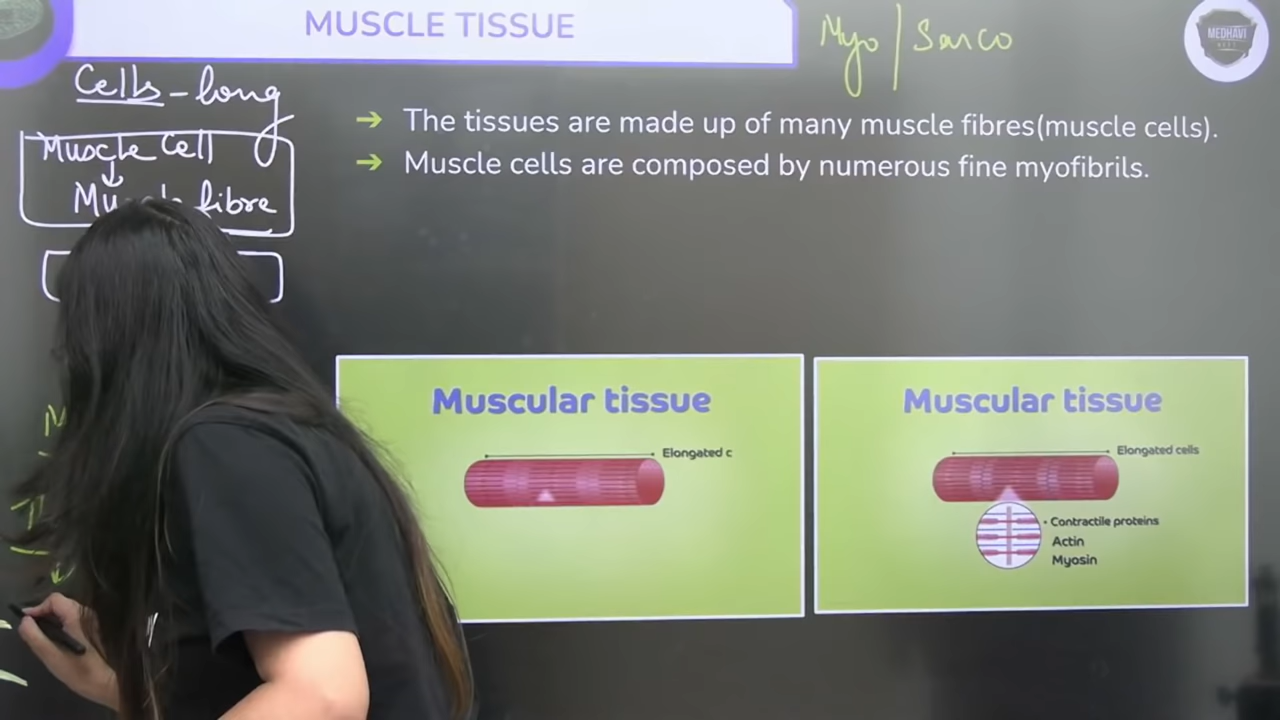 MUSCLE TISSUE
Myo | Sarco
MEDHAVI
Cells - long
Muscle Cell
fibre
➔ The tissues are made up of many muscle fibres(muscle cells).
➔ Muscle cells are composed by numerous fine myofibrils.
Muscular tissue
Elongated c
Muscular tissue
Elongated cells
Contractile proteins
Actin
Myosin